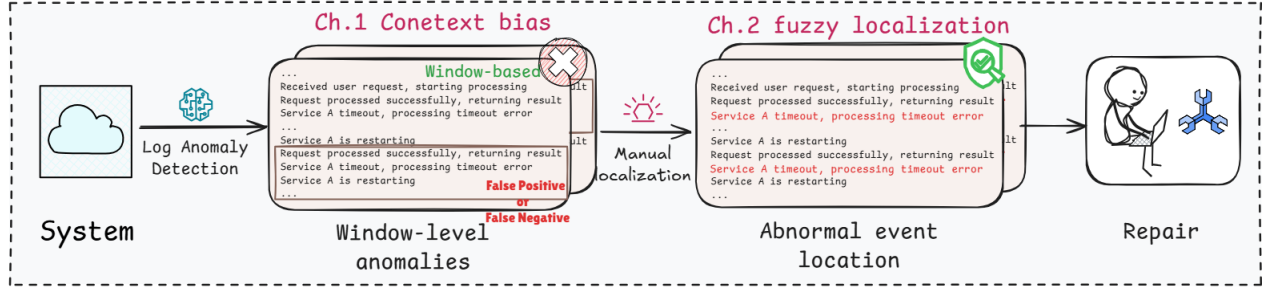 Ch.1 Conetext bias
Ch.2 fuzzy localization
System
Log Anomaly
Detection
Window-based
...
Received user request, starting processing
Request processed successfully, returning result
Service A timeout, processing timeout error
...
Service A is restarting
Request processed successfully, returning result
Service A timeout, processing timeout error
Service A is restarting
...
ult
ult
False Positive
or
False Negative
Window-level
anomalies
Manual
localization
...
Received user request, starting processing
Request processed successfully, returning result
Service A timeout, processing timeout error
...
Service A is restarting
Request processed successfully, returning result
Service A timeout, processing timeout error
Service A is restarting
...
ult
ult
Abnormal event
location
Repair